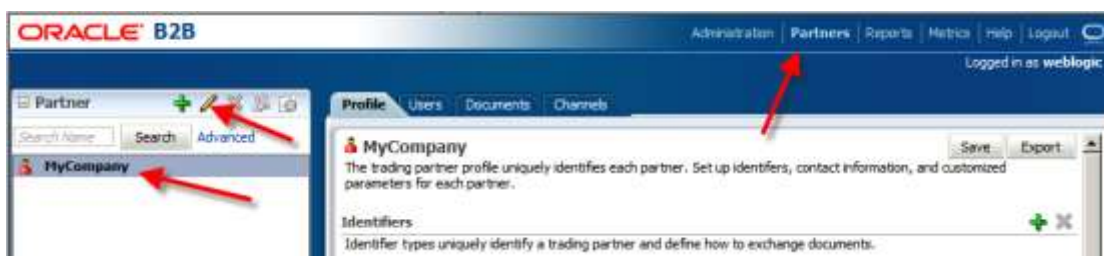 ORACLE B2B
Administration Partners Reports Metrics Help Logout
Logged in as weblogic
Partner
Profile Users Documents Channels
Search Name Search Advanced
MyCompany
MyCompany Save Export
The trading partner profile uniquely identifies each partner. Set up identifers, contact information, and customized
parameters for each partner.
Identifiers
Identifier types uniquely identify a trading partner and define how to exchange documents.